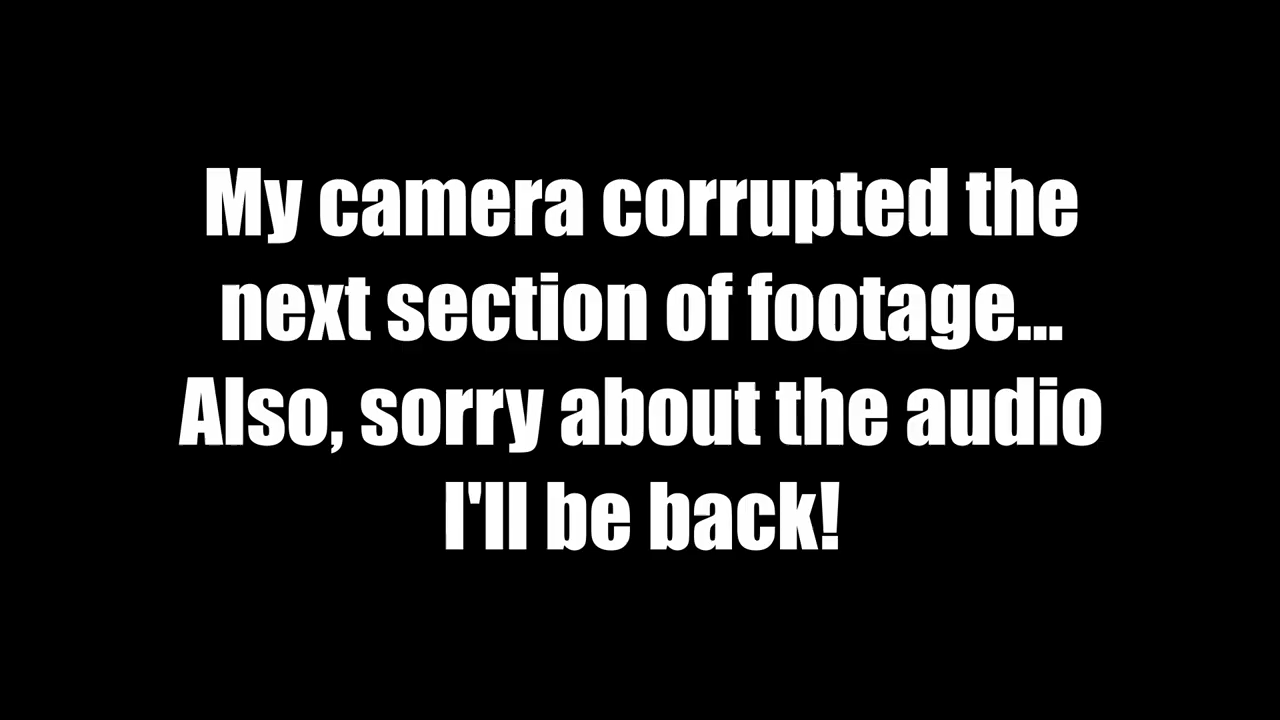 My camera corrupted the
next section of footage...
Also, sorry about the audio
I'll be back!